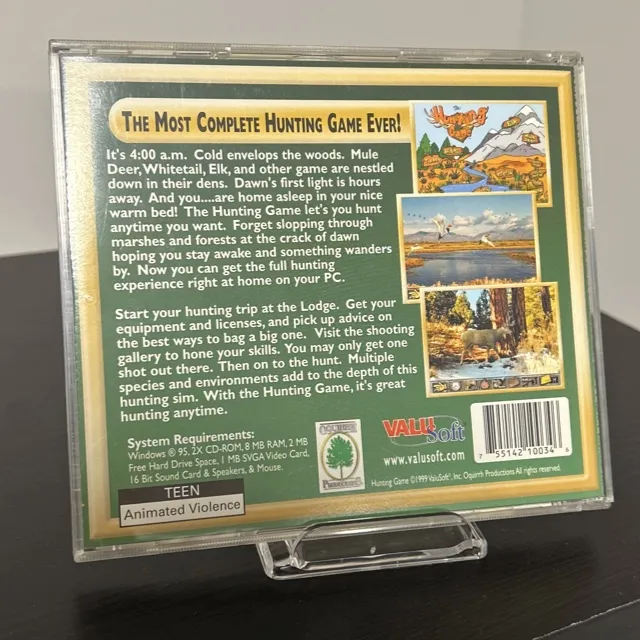 THE MOST COMPLETE HUNTING GAME EVER!
It's 4:00 a.m. Cold envelops the woods. Mule
Deer, Whitetail, Elk, and other game are nestled
down in their dens. Dawn's first light is hours
away. And you....are home asleep in your nice
warm bed! The Hunting Game let's you hunt
anytime you want. Forget slopping through
marshes and forests at the crack of dawn
hoping you stay awake and something wanders
by. Now you can get the full hunting
experience right at home on your PC.
Start your hunting trip at the Lodge. Get your
equipment and licenses, and pick up advice on
the best ways to bag a big one. Visit the shooting
gallery to hone your skills. You may only get one
shot out there. Then on to the hunt. Multiple
species and environments add to the depth of this
hunting sim. With the Hunting Game, it's great
hunting anytime.
System Requirements:
Windows ® 95, 2X CD-ROM, 8 MB RAM, 2 MB
Free Hard Drive Space, 1 MB SVGA Video Card,
16 Bit Sound Card & Speakers, & Mouse.
TEEN
Animated Violence
Hunting
Game
OQUIRRH
PRODUCTIONS
VALU
Soft
www.valusoft.com
7 55142 10034 6
Hunting Game ©1999 ValuSoft, Inc. Oquirrh Productions All rights reserved.